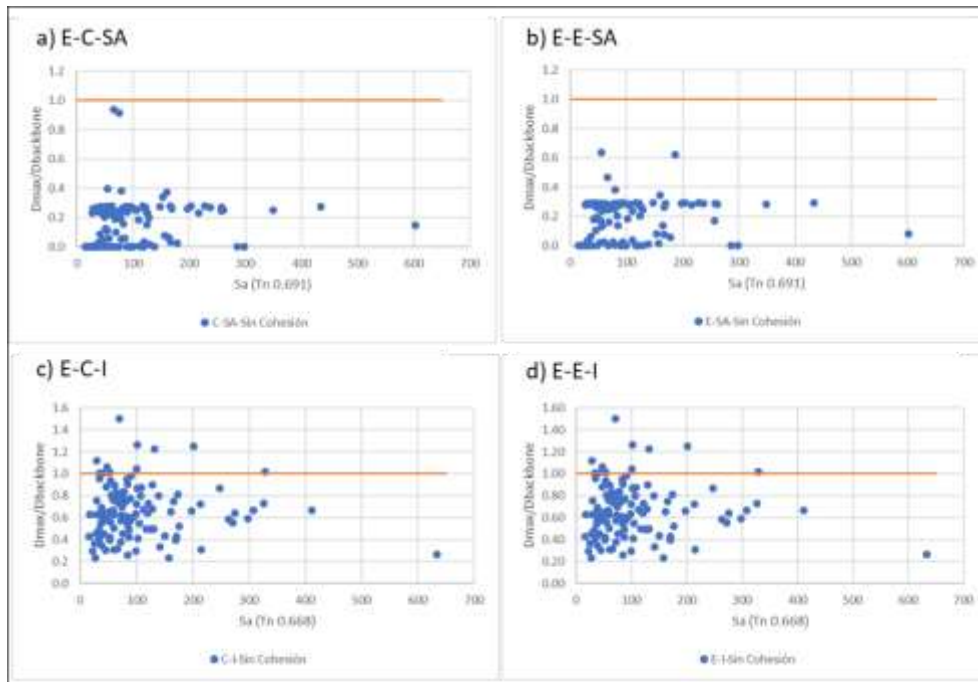 a) E-C-SA
Dmax/Dbackbone
1.2
1.0
0.8
0.6
0.4
0.2
0.0
0 100 200 300 400 500 600 700
Sa (Tn 0.691)
C-SA-Sin Cohesión
b) E-E-SA
Dmax/Dbackbone
1.2
1.0
0.8
0.6
0.4
0.2
0.0
0 100 200 300 400 500 600 700
Sa (Tn 0.691)
E-SA-Sin Cohesión
c) E-C-I
Dmax/Dbackbone
1.6
1.4
1.2
1.0
0.8
0.6
0.4
0.2
0.0
0 100 200 300 400 500 600 700
Sa (Tn 0.668)
C-I-Sin Cohesión
d) E-E-I
Dmax/Dbackbone
1.60
1.40
1.20
1.00
0.80
0.60
0.40
0.20
0.00
0 100 200 300 400 500 600 700
Sa (Tn 0.668)
E-I-Sin Cohesión